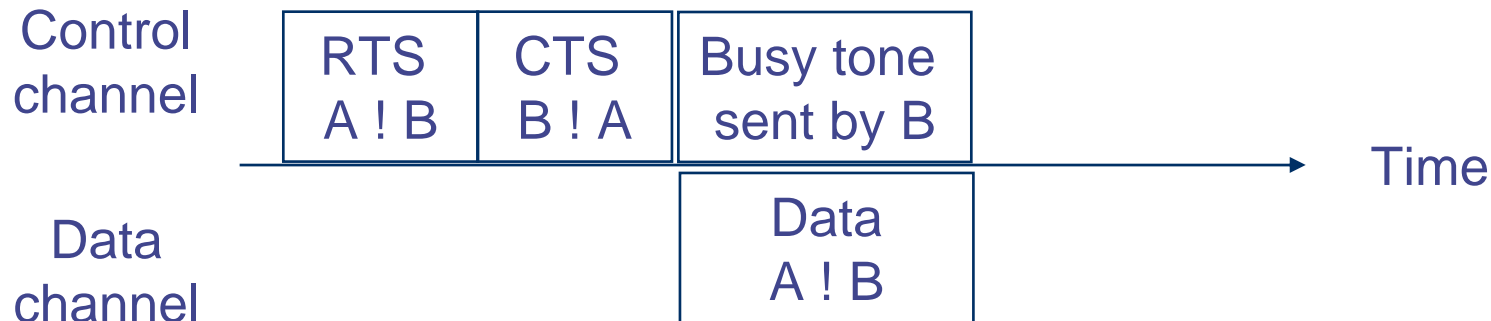 Control
channel
RTS
A ! B
CTS
B ! A
Busy tone
sent by B
Time
Data
channel
Data
A ! B